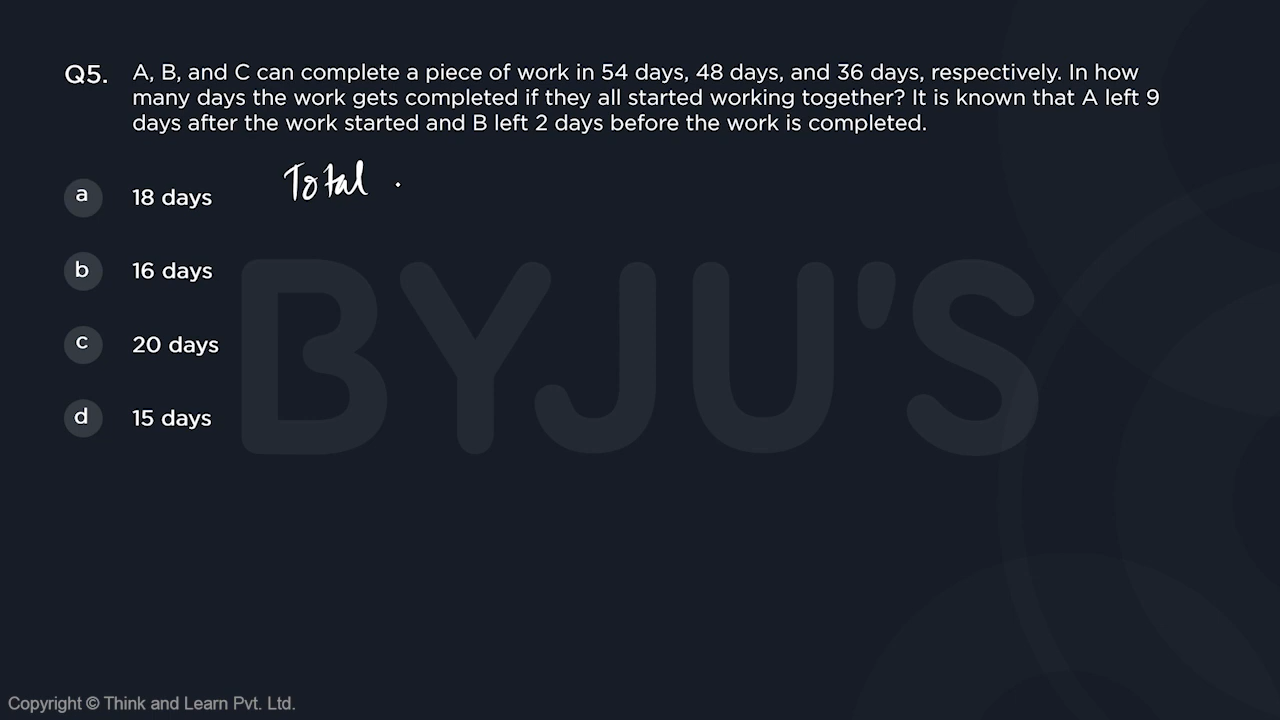 Q5. A, B, and C can complete a piece of work in 54 days, 48 days, and 36 days, respectively. In how
many days the work gets completed if they all started working together? It is known that A left 9
days after the work started and B left 2 days before the work is completed.
Total
a 18 days
b 16 days
c 20 days
d 15 days
BYJU'S
Copyright © Think and Learn Pvt. Ltd.